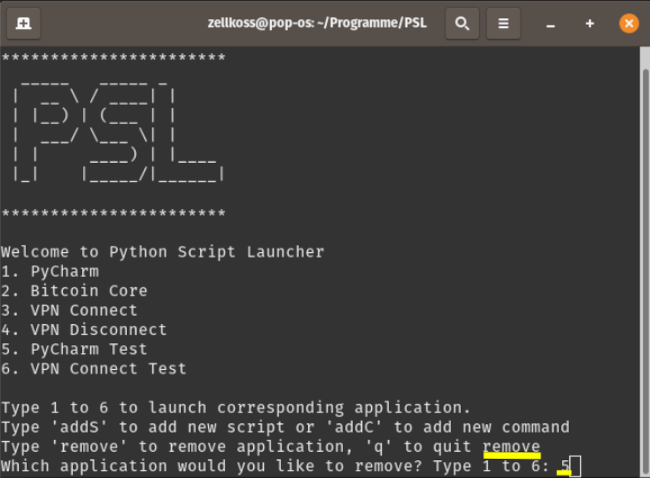 zellkoss@pop-os: ~/Programme/PSL
***********************
PSL
***********************
Welcome to Python Script Launcher
1. PyCharm
2. Bitcoin Core
3. VPN Connect
4. VPN Disconnect
5. PyCharm Test
6. VPN Connect Test
Type 1 to 6 to launch corresponding application.
Type 'addS' to add new script or 'addC' to add new command
Type 'remove' to remove application, 'q' to quit remove
Which application would you like to remove? Type 1 to 6: 5